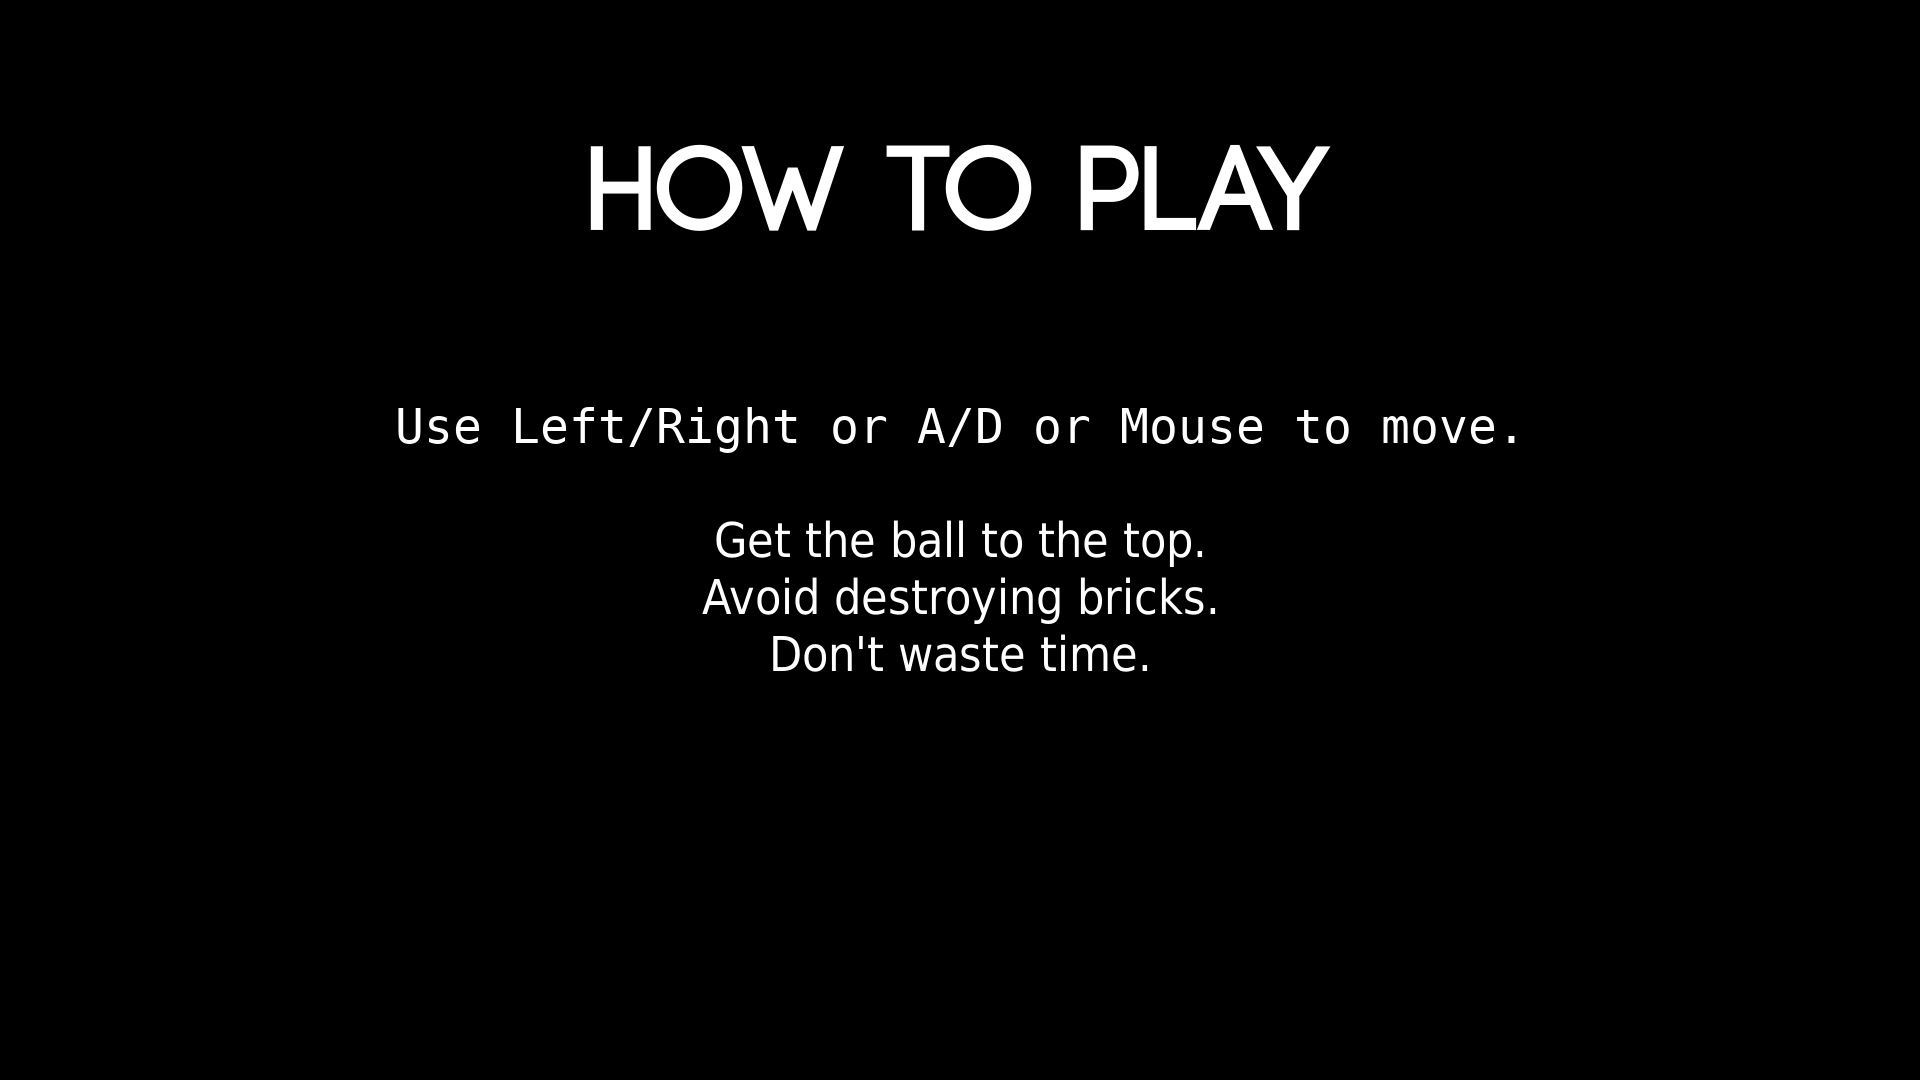 HOW TO PLAY
Use Left/Right or A/D or Mouse to move.
Get the ball to the top.
Avoid destroying bricks.
Don't waste time.